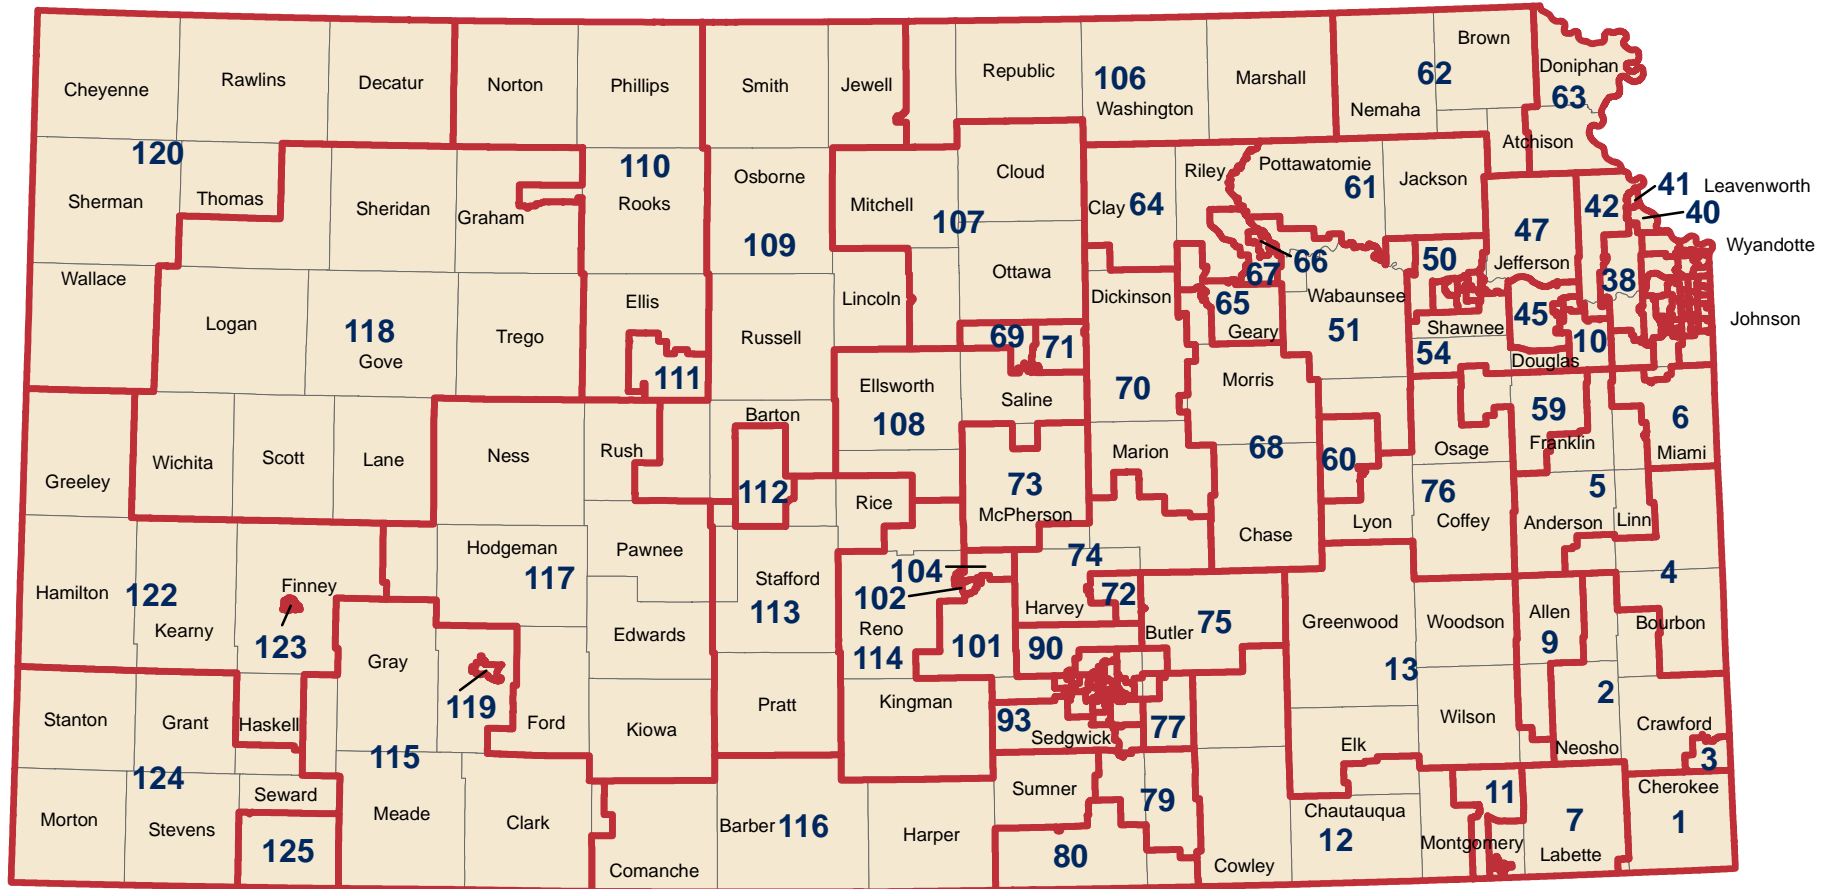 Cheyenne
Rawlins
Decatur
Norton
Phillips
Smith
Jewell
Republic
106
Washington
Marshall
62
Brown
Nemaha
Doniphan
63
Atchison
120
Sherman
Thomas
Sheridan
Graham
110
Rooks
Osborne
109
Mitchell
107
Cloud
Clay 64
Riley
Pottawatomie
61
Jackson
47
Jefferson
42
41 Leavenworth
40
Wyandotte
Wallace
Logan
118
Gove
Trego
Ellis
111
Russell
Lincoln
Ottawa
Dickinson
67
66
65
Geary
Wabaunsee
51
50
Shawnee
54
45
Douglas
10
38
Johnson
69
71
Ellsworth
108
Saline
70
Morris
68
60
59
Franklin
6
Miami
Greeley
Wichita
Scott
Lane
Ness
Rush
Barton
112
Rice
73
McPherson
Marion
Chase
Lyon
Osage
76
Coffey
5
Anderson
Linn
Hamilton
122
Kearny
Finney
123
Hodgeman
117
Pawnee
Edwards
Stafford
113
104
102
Reno
114
101
74
Harvey
72
90
Butler 75
Greenwood
13
Woodson
Allen
9
4
Bourbon
Stanton
Grant
Haskell
Gray
119
Ford
Kiowa
Pratt
Kingman
93
Sedgwick
77
Elk
Wilson
2
Neosho
Crawford
3
124
Morton
Stevens
Seward
125
115
Meade
Clark
Comanche
Barber 116
Harper
Sumner
80
79
Cowley
Chautauqua
12
Montgomery
11
7
Labette
Cherokee
1